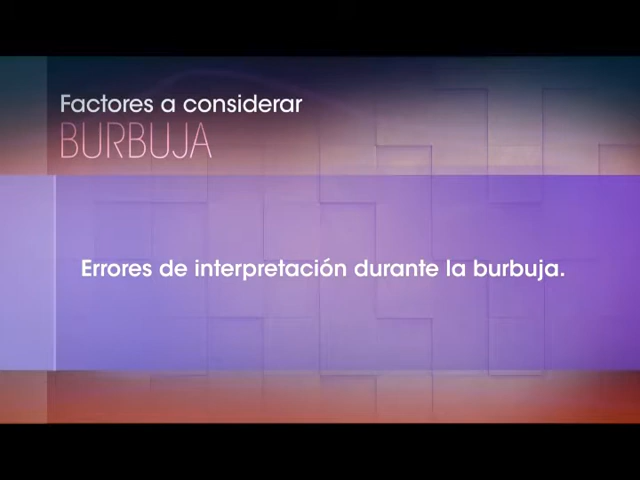 Factores a considerar
BURBUJA
Errores de interpretación durante la burbuja.